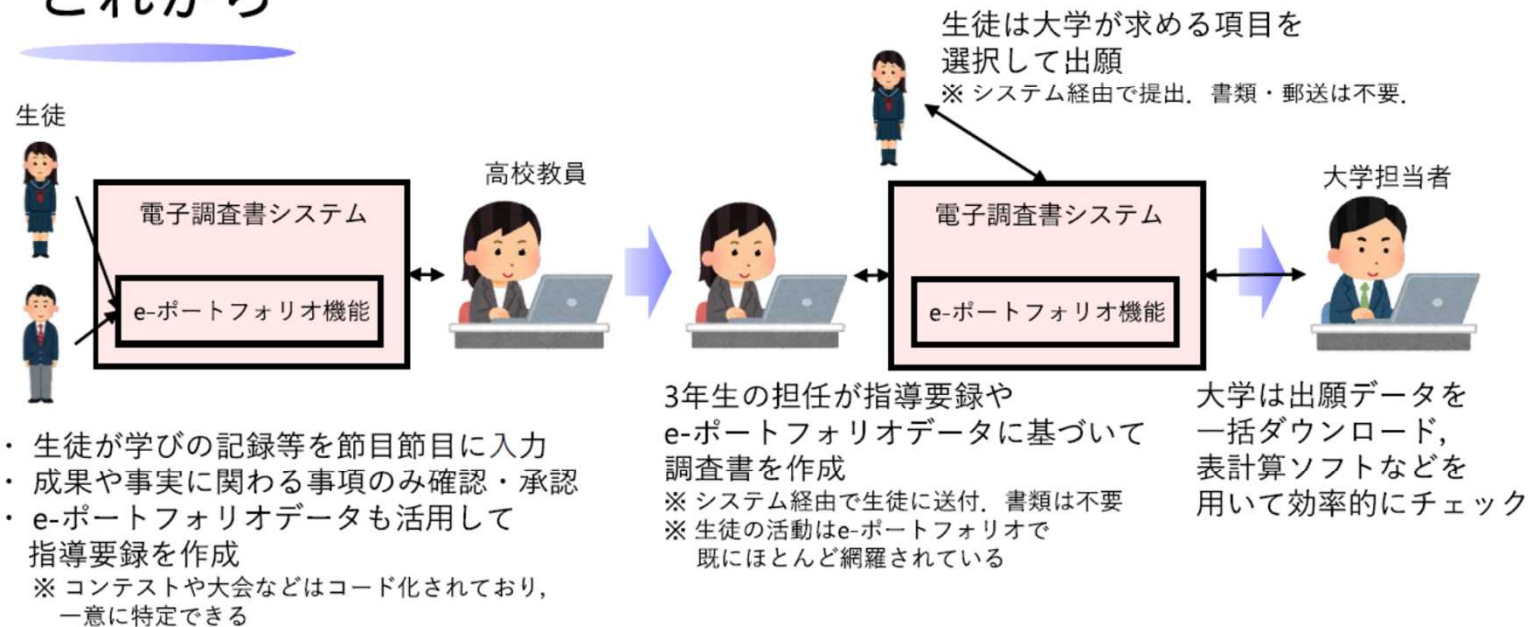 これから
生徒
電子調査書システム
e-ポートフォリオ機能
高校教員
・ 生徒が学びの記録等を節目節目に入力
・ 成果や事実に関わる事項のみ確認・承認
・ e-ポートフォリオデータも活用して
指導要録を作成
※ コンテストや大会などはコード化されており,
一意に特定できる
生徒は大学が求める項目を
選択して出願
※ システム経由で提出.書類・郵送は不要.
電子調査書システム
e-ポートフォリオ機能
大学担当者
3年生の担任が指導要録や
e-ポートフォリオデータに基づいて
調査書を作成
※ システム経由で生徒に送付.書類は不要
※ 生徒の活動はe-ポートフォリオで
既にほとんど網羅されている
大学は出願データを
一括ダウンロード,
表計算ソフトなどを
用いて効率的にチェック